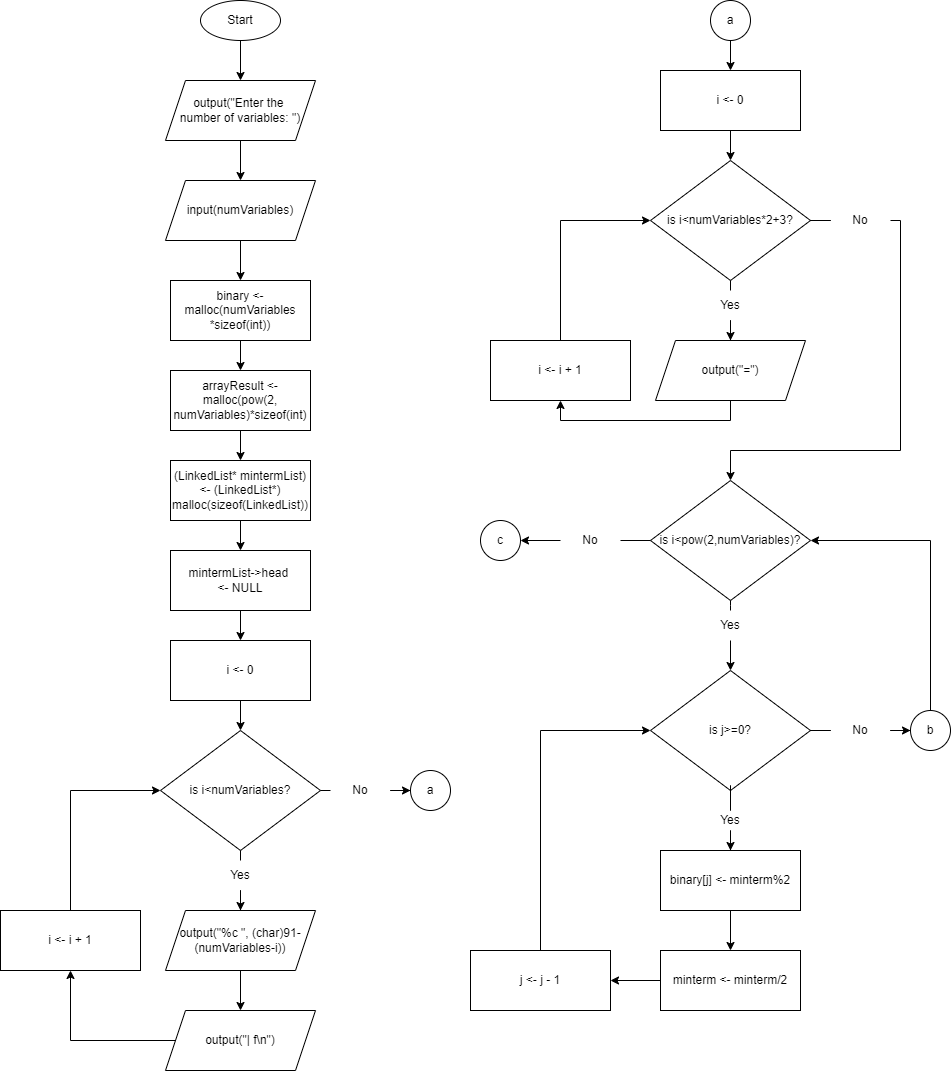 Start
output("Enter the
number of variables: ")
input(numVariables)
binary <-
malloc(numVariables
*sizeof(int))
arrayResult <-
malloc(pow(2,
numVariables)*sizeof(int)
(LinkedList* mintermList)
<- (LinkedList*)
malloc(sizeof(LinkedList))
mintermList->head
<- NULL
i <- 0
is i<numVariables?
No
a
Yes
output("%c ", (char)91-
(numVariables-i))
i <- i + 1
output("| f\n")
a
i <- 0
is i<numVariables*2+3?
No
Yes
i <- i + 1
output("=")
c
No
is i<pow(2,numVariables)?
Yes
is j>=0?
No
b
Yes
binary[j] <- minterm%2
j <- j - 1
minterm <- minterm/2